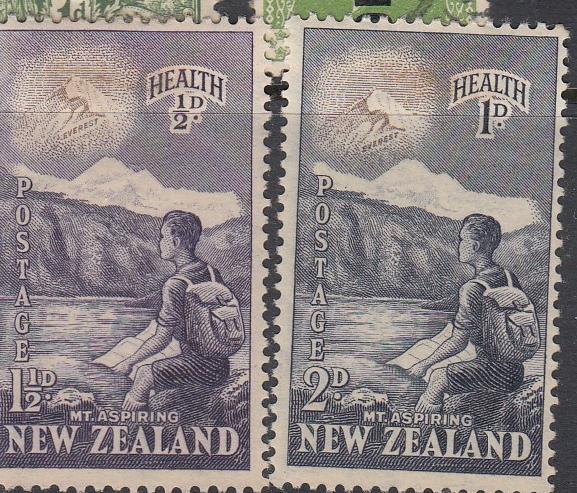 HEALTH
½D.
EVEREST
POSTAGE
1½D.
MT. ASPIRING
NEW ZEALAND
HEALTH
1D.
EVEREST
POSTAGE
2D.
MT. ASPIRING
NEW ZEALAND